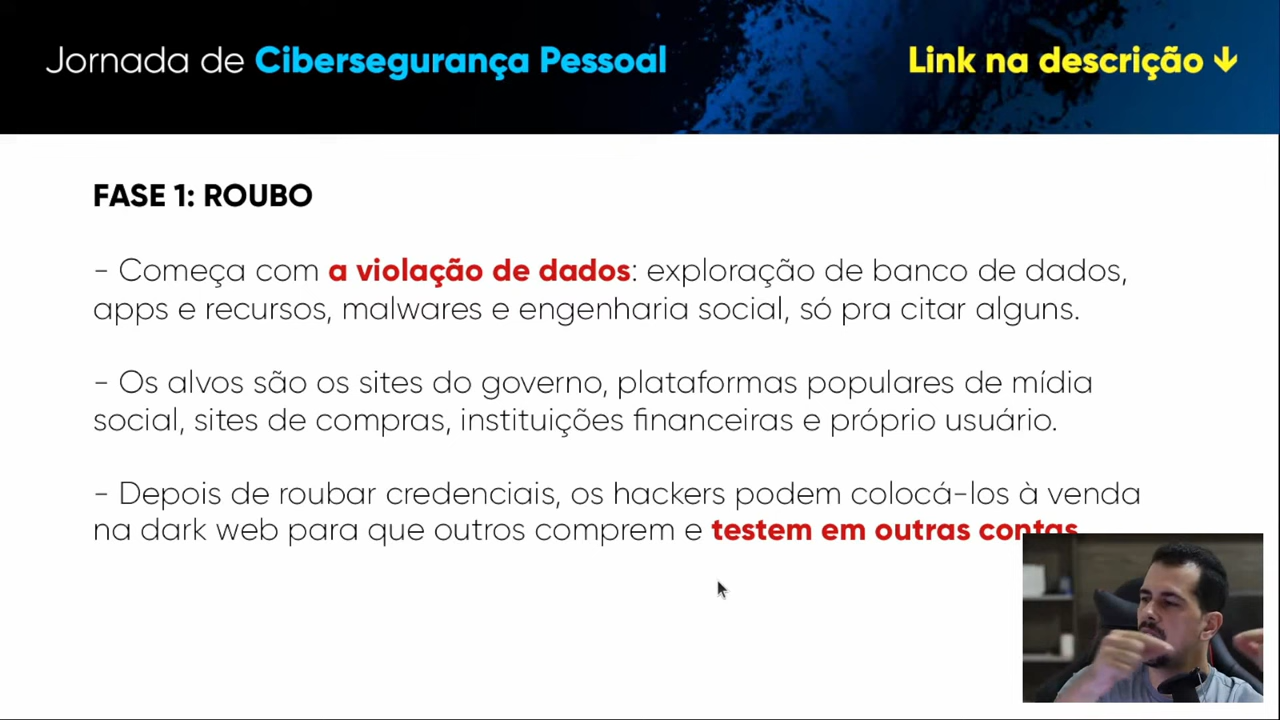 Jornada de Cibersegurança Pessoal
Link na descrição ↓
FASE 1: ROUBO
- Começa com a violação de dados: exploração de banco de dados,
apps e recursos, malwares e engenharia social, só pra citar alguns.
- Os alvos são os sites do governo, plataformas populares de mídia
social, sites de compras, instituições financeiras e próprio usuário.
- Depois de roubar credenciais, os hackers podem colocá-los à venda
na dark web para que outros comprem e testem em outras contas